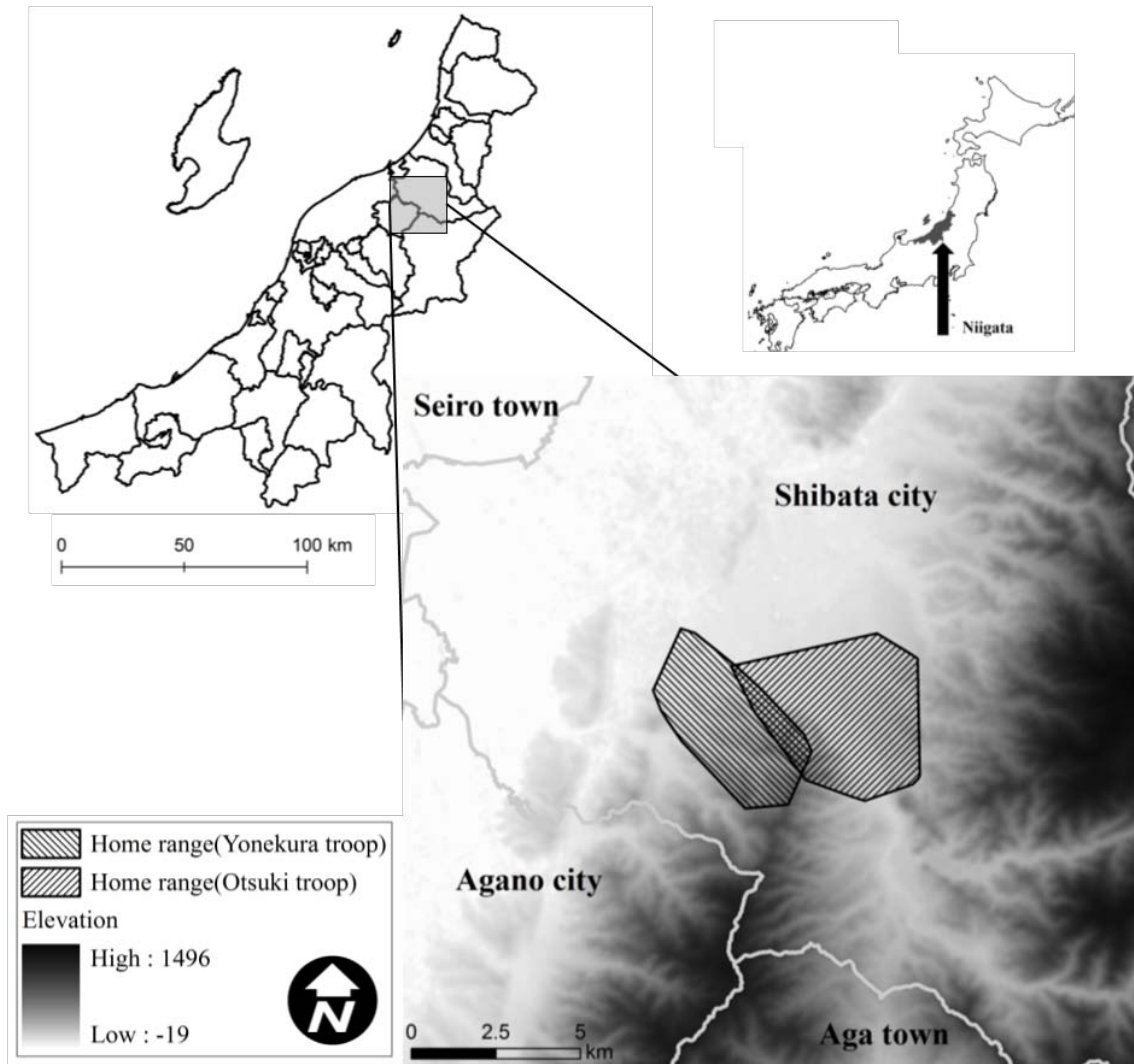 Niigata
Seiro town
Shibata city
0 50 100 km
Home range(Yonekura troop)
Home range(Otsuki troop)
Elevation
High : 1496
Low : -19
N
Agano city
Aga town
0 2.5 5
km